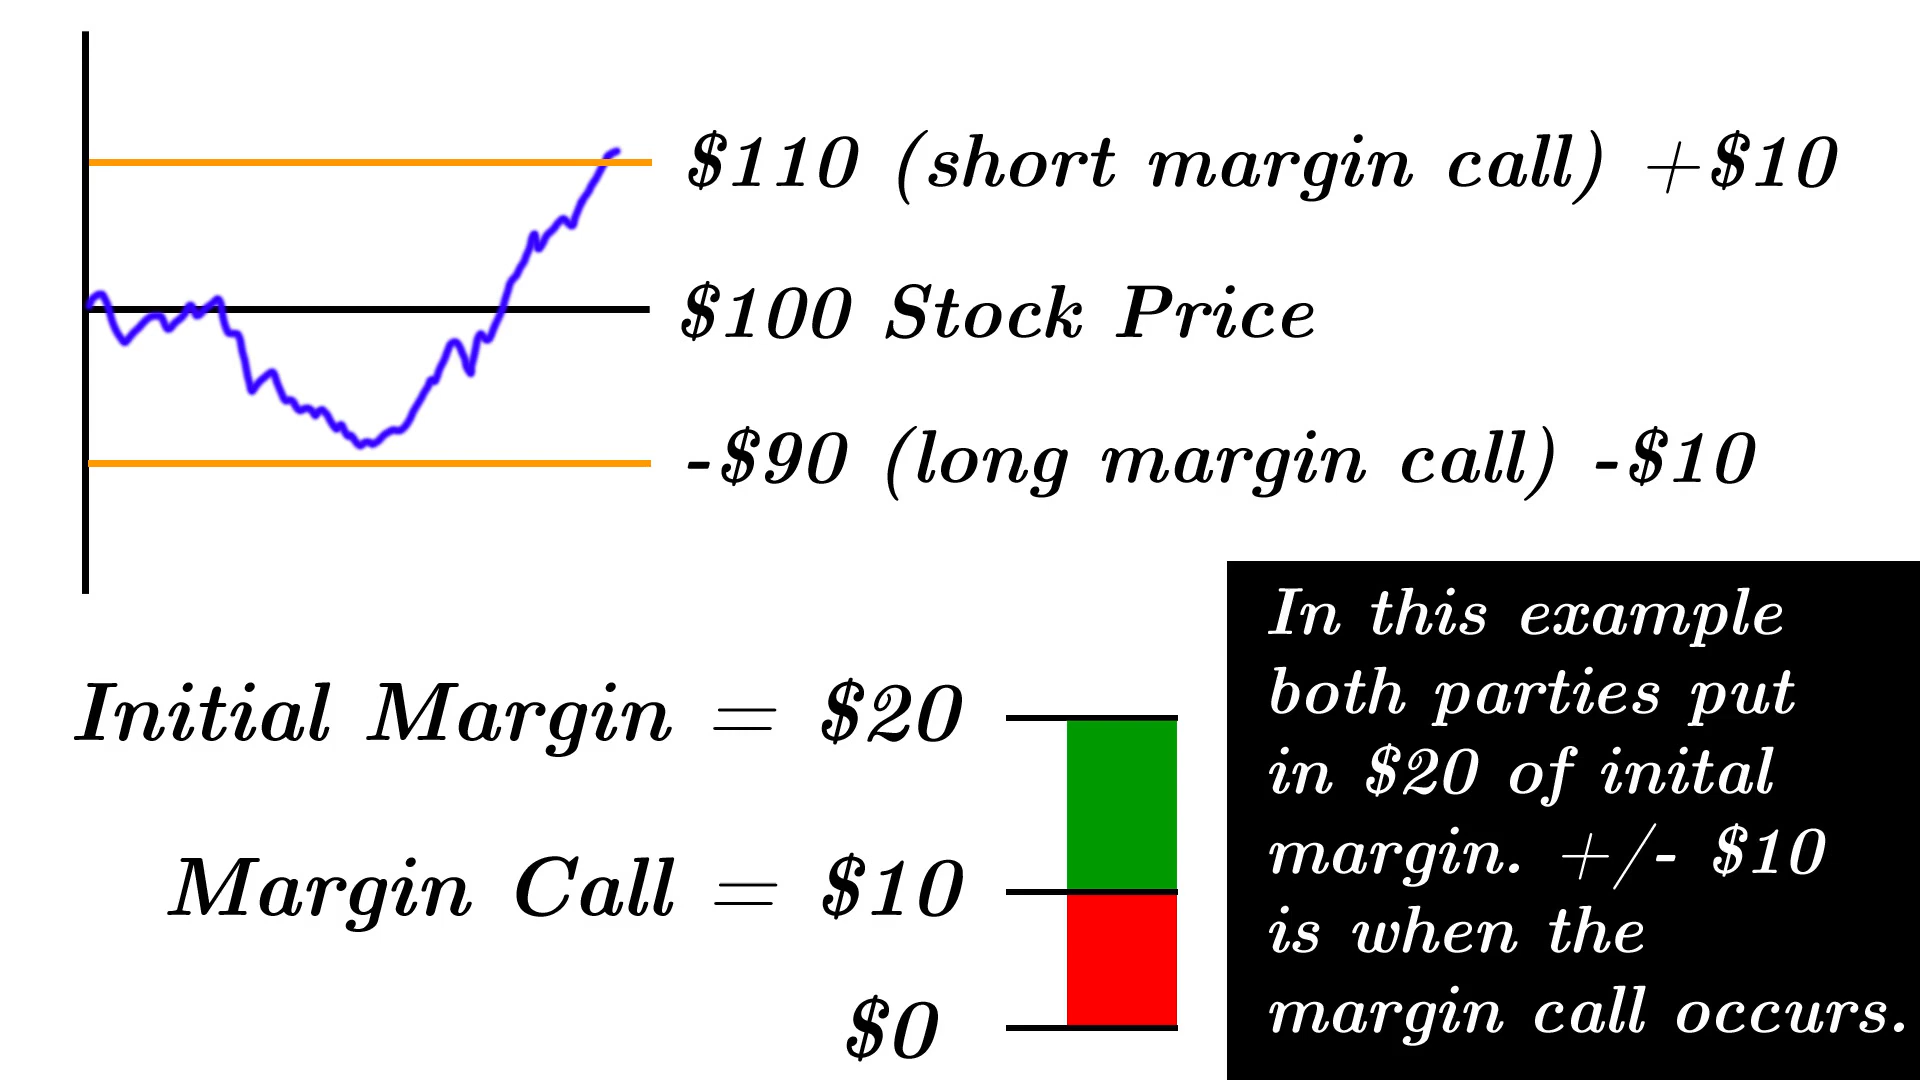 $110 (short margin call) +$10
$100 Stock Price
-$90 (long margin call) -$10
Initial Margin = $20
Margin Call = $10
$0
In this example
both parties put
in $20 of inital
margin. +/- $10
is when the
margin call occurs.